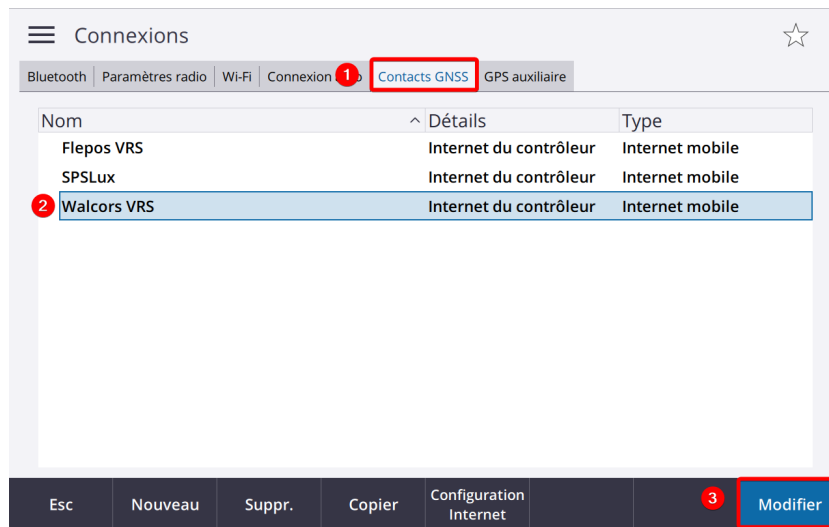 Connexions
Bluetooth Paramètres radio Wi-Fi Connexion 1 Contacts GNSS GPS auxiliaire
Nom Détails Type
Flepos VRS Internet du contrôleur Internet mobile
SPSLux Internet du contrôleur Internet mobile
2 Walcors VRS Internet du contrôleur Internet mobile
Esc Nouveau Suppr. Copier Configuration Internet 3 Modifier